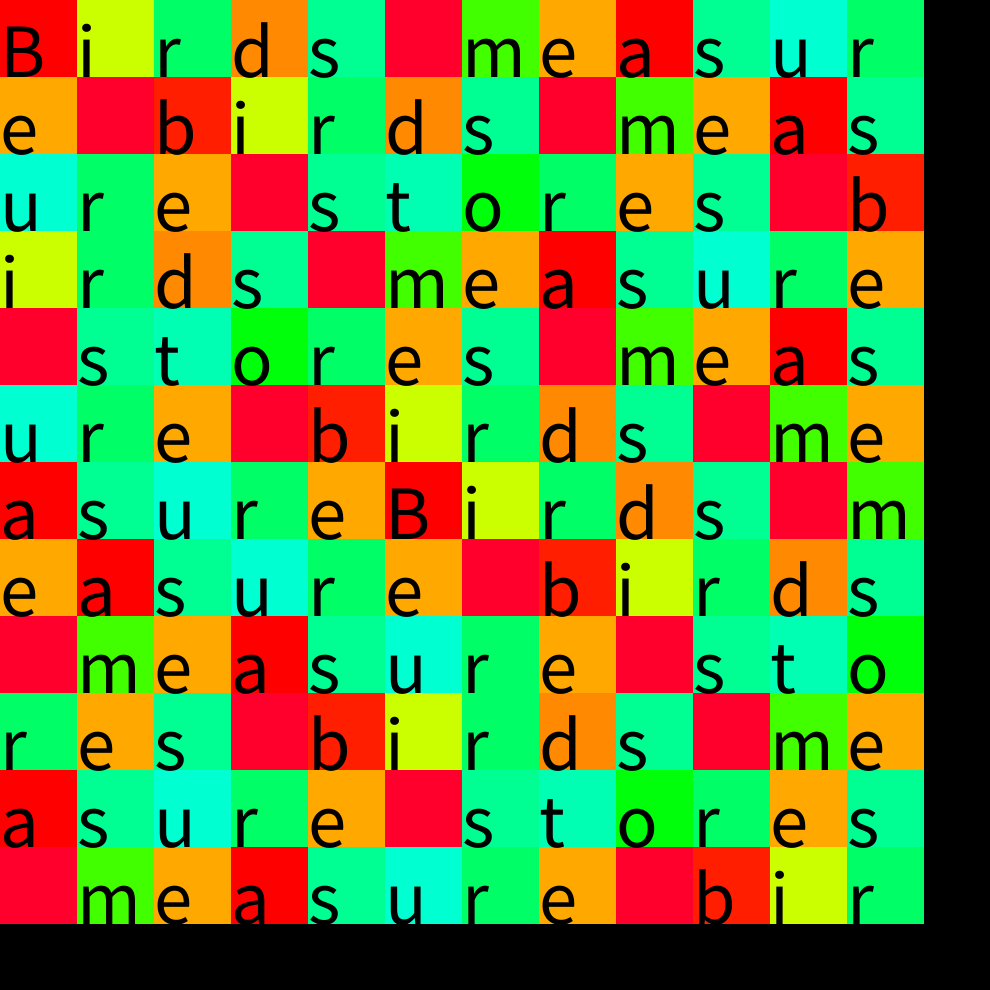 Birds measur
e birds meas
ure stores b
irds measure
 stores meas
ure birds me
asureBirds m
easure birds
 measure sto
res birds me
asure stores
 measure bir